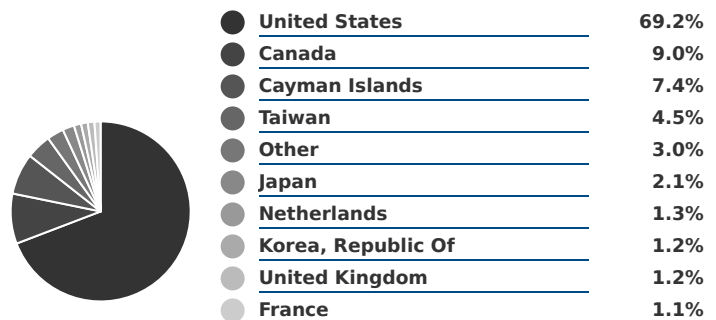 United States 69.2%
Canada 9.0%
Cayman Islands 7.4%
Taiwan 4.5%
Other 3.0%
Japan 2.1%
Netherlands 1.3%
Korea, Republic Of 1.2%
United Kingdom 1.2%
France 1.1%